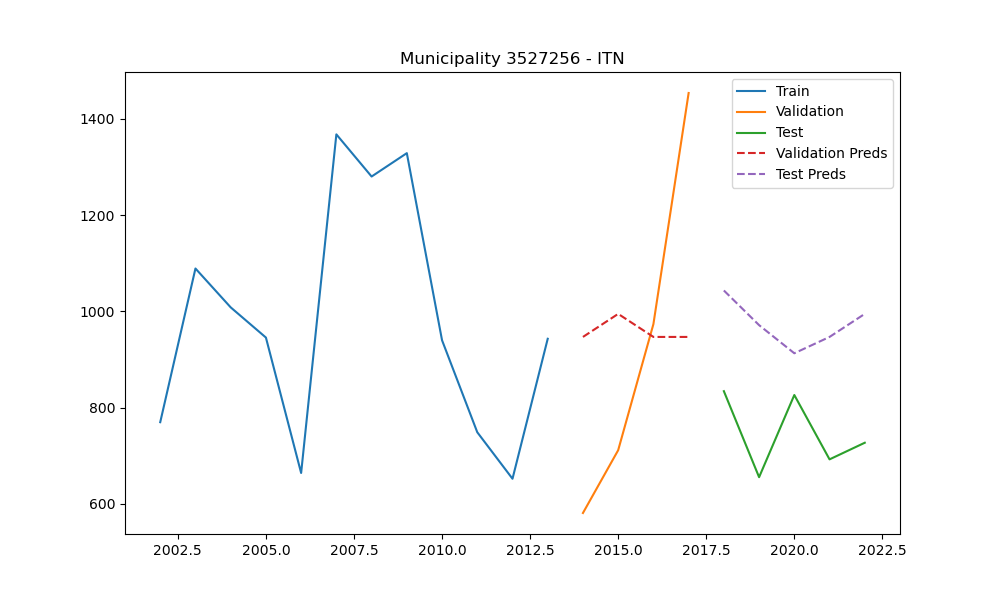 Municipality 3527256 - ITN
Train
Validation
Test
Validation Preds
Test Preds
1400
1200
1000
800
600
2002.5 2005.0 2007.5 2010.0 2012.5 2015.0 2017.5 2020.0 2022.5